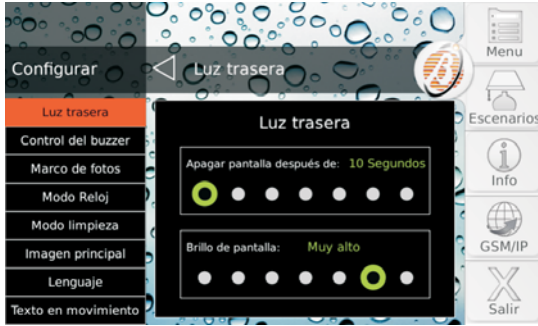 Configurar
Luz trasera
Luz trasera
Control del buzzer
Marco de fotos
Modo Reloj
Modo limpieza
Imagen principal
Lenguaje
Texto en movimiento
Luz trasera
Apagar pantalla después de: 10 Segundos
Brillo de pantalla: Muy alto
B
Menu
Escenarios
i
Info
GSM/IP
Salir